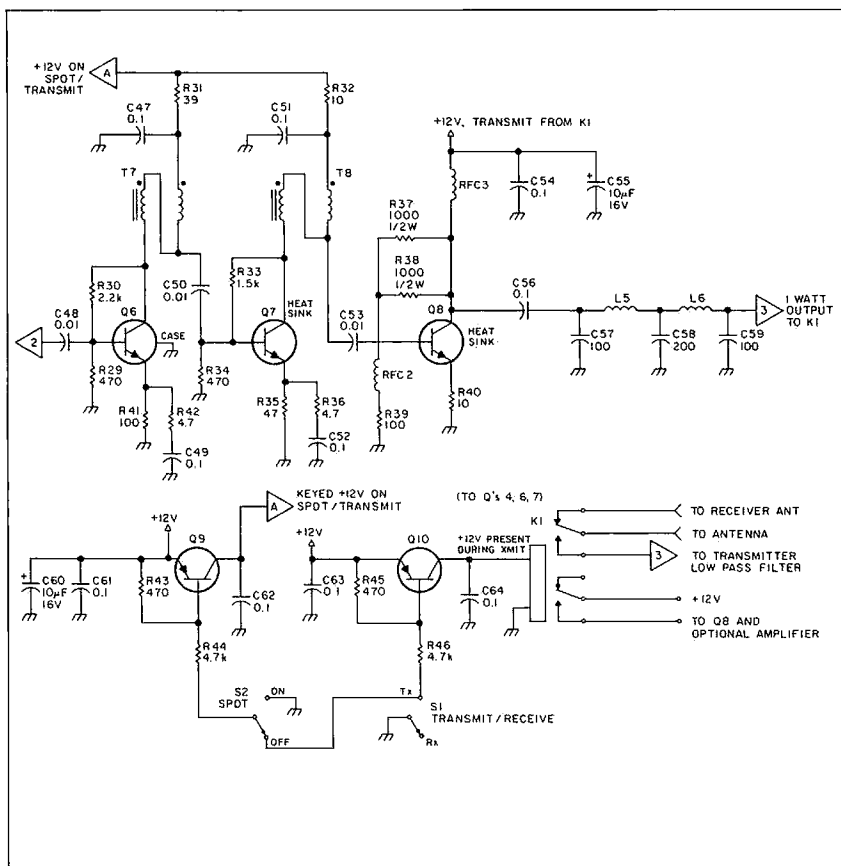 +12V ON
SPOT/
TRANSMIT
A
R31
39
R32
10
C47
0.1
C51
0.1
+12V, TRANSMIT FROM K1
T7
T8
RFC3
C54
0.1
C55
+
10µF
16V
R37
1000
1/2W
R38
1000
1/2W
R30
2.2k
C50
0.01
R33
1.5k
C48
0.01
Q6
CASE
Q7
HEAT
SINK
C53
0.01
Q8
HEAT
SINK
C56
0.1
L5
L6
3
1 WATT
OUTPUT
TO K1
2
C57
100
C58
200
C59
100
R29
470
R34
470
RFC2
R40
10
R41
100
R42
4.7
R35
47
R36
4.7
R39
100
C49
0.1
C52
0.1
A
KEYED +12V ON
SPOT/TRANSMIT
(TO Q's 4, 6, 7)
+12V
Q9
+12V
Q10
+12V PRESENT
DURING XMIT
K1
TO RECEIVER ANT
TO ANTENNA
3
TO TRANSMITTER
LOW PASS FILTER
+
C60
10µF
16V
C61
0.1
R43
470
C62
0.1
C63
0.1
R45
470
C64
0.1
+12V
TO Q8 AND
OPTIONAL AMPLIFIER
R44
4.7k
R46
4.7k
S2
SPDT
ON
OFF
Tx
S1
TRANSMIT/RECEIVE
Rx